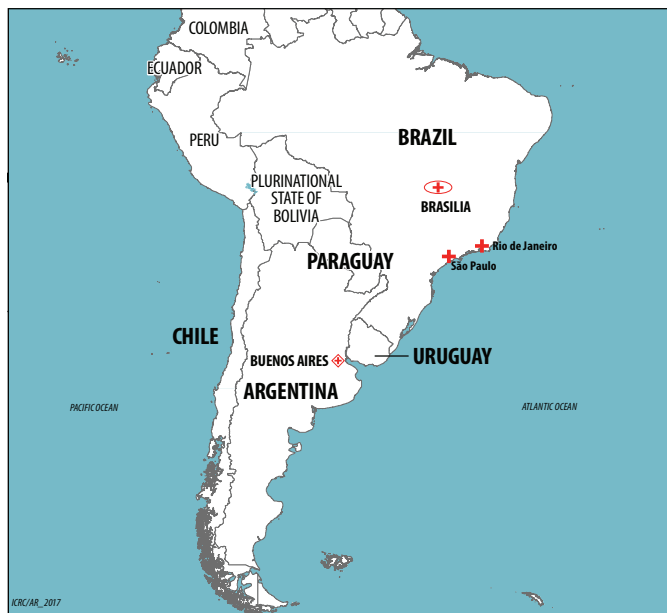 COLOMBIA
ECUADOR
PERU
BRAZIL
PLURINATIONAL
STATE OF
BOLIVIA
BRASILIA
Rio de Janeiro
São Paulo
PARAGUAY
CHILE
BUENOS AIRES
URUGUAY
ARGENTINA
PACIFIC OCEAN
ATLANTIC OCEAN
ICRC/AR_2017